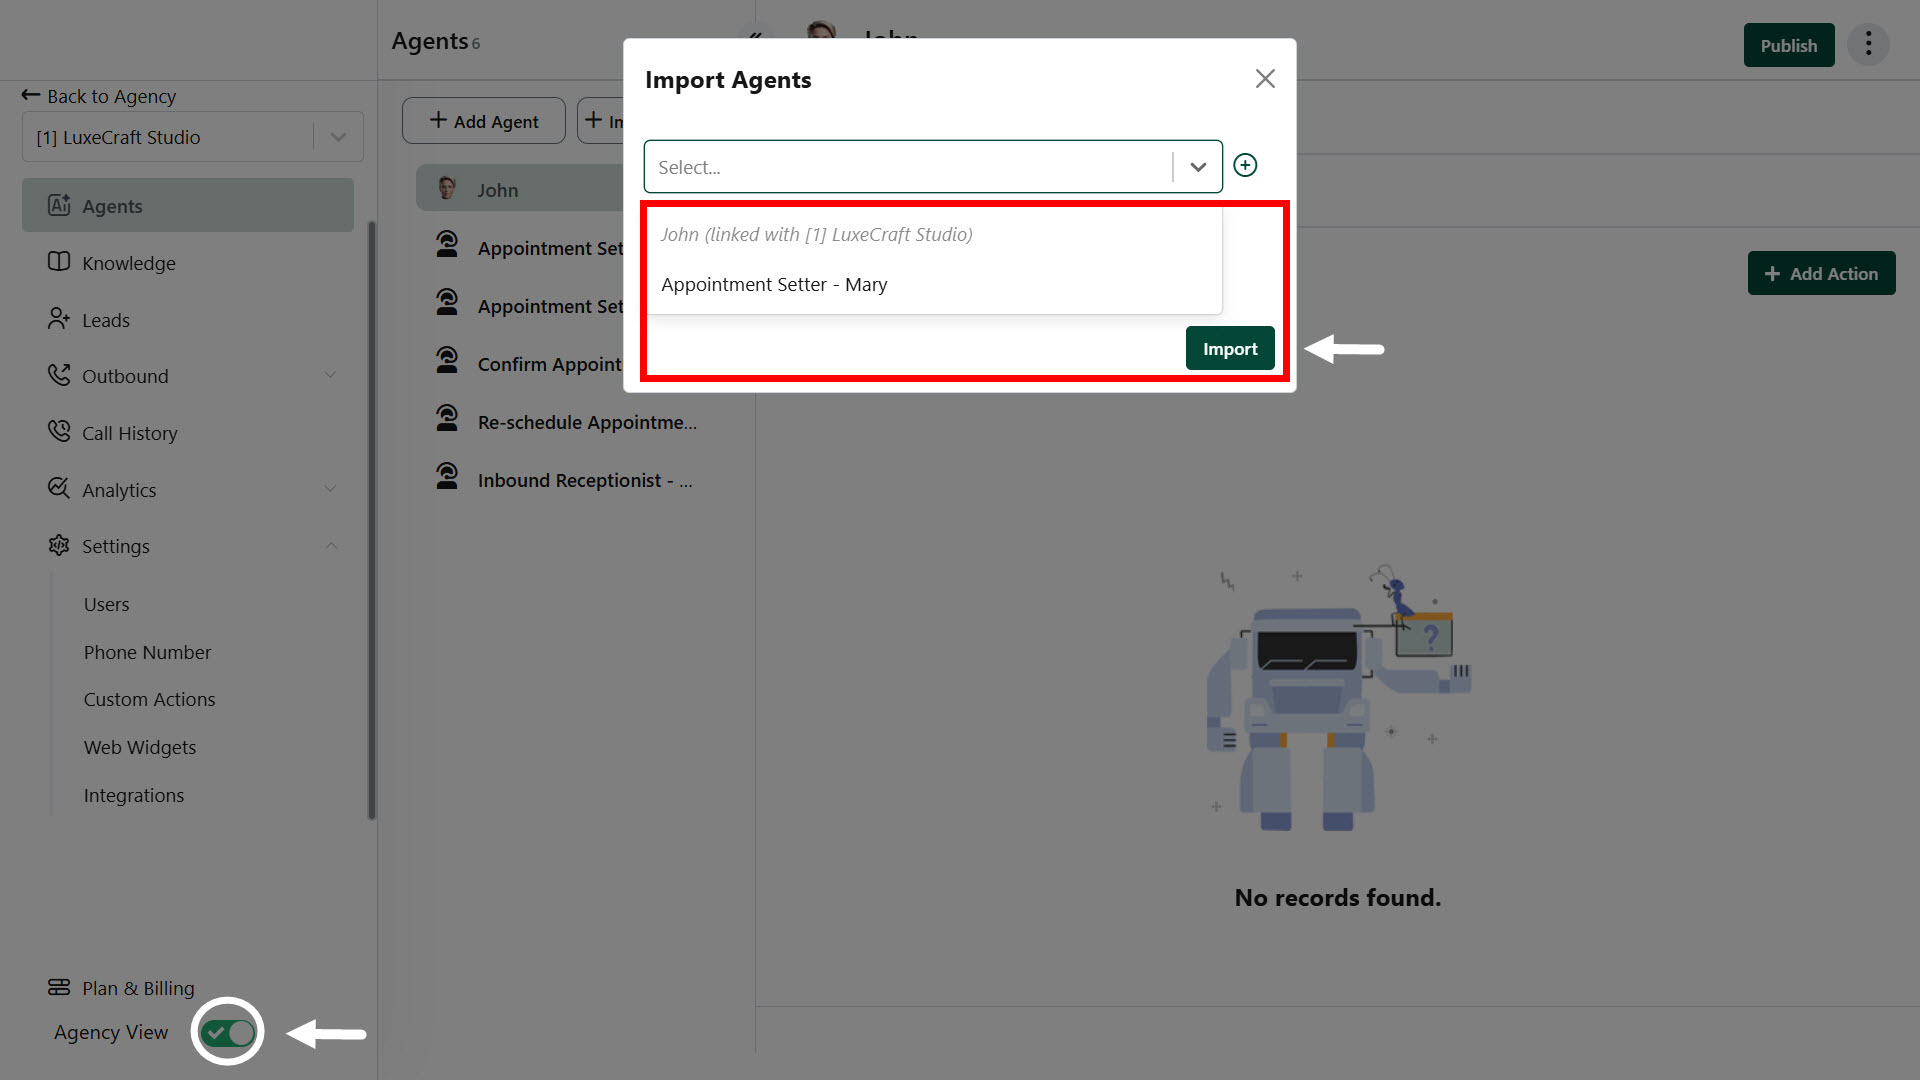 Back to Agency
[1] LuxeCraft Studio
Agents
Knowledge
Leads
Outbound
Call History
Analytics
Settings
Users
Phone Number
Custom Actions
Web Widgets
Integrations
Plan & Billing
Agency View
Agents 6
Add Agent
John
Appointment Set
Appointment Set
Confirm Appoint
Re-schedule Appointme...
Inbound Receptionist - ...
John
Publish
Add Action
No records found.
Import Agents
Select...
John (linked with [1] LuxeCraft Studio)
Appointment Setter - Mary
Import